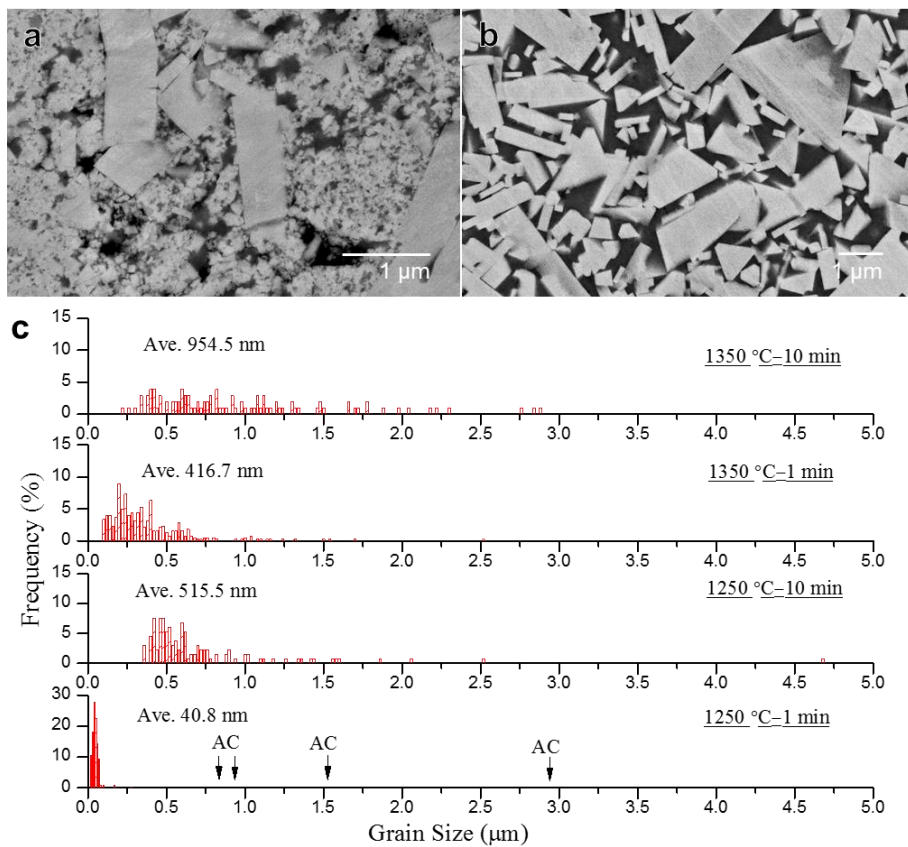 a
b
1 μm
1 μm
c
Frequency (%)
15
10
5
0
Ave. 954.5 nm
1350 °C–10 min
0.0 0.5 1.0 1.5 2.0 2.5 3.0 3.5 4.0 4.5 5.0
15
10
5
0
Ave. 416.7 nm
1350 °C–1 min
0.0 0.5 1.0 1.5 2.0 2.5 3.0 3.5 4.0 4.5 5.0
15
10
5
0
Ave. 515.5 nm
1250 °C–10 min
0.0 0.5 1.0 1.5 2.0 2.5 3.0 3.5 4.0 4.5 5.0
30
20
10
0
Ave. 40.8 nm
1250 °C–1 min
AC AC AC
0.0 0.5 1.0 1.5 2.0 2.5 3.0 3.5 4.0 4.5 5.0
Grain Size (μm)